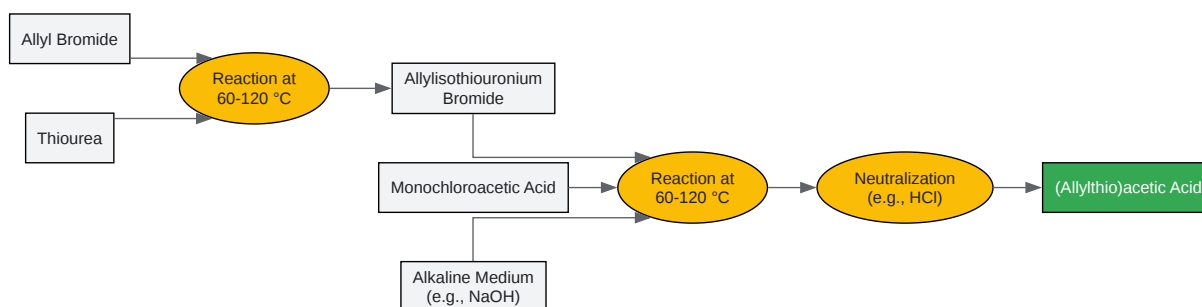 Allyl Bromide
Thiourea
Reaction at
60-120 °C
Allylisothiouronium
Bromide
Monochloroacetic Acid
Alkaline Medium
(e.g., NaOH)
Reaction at
60-120 °C
Neutralization
(e.g., HCl)
(Allylthio)acetic Acid